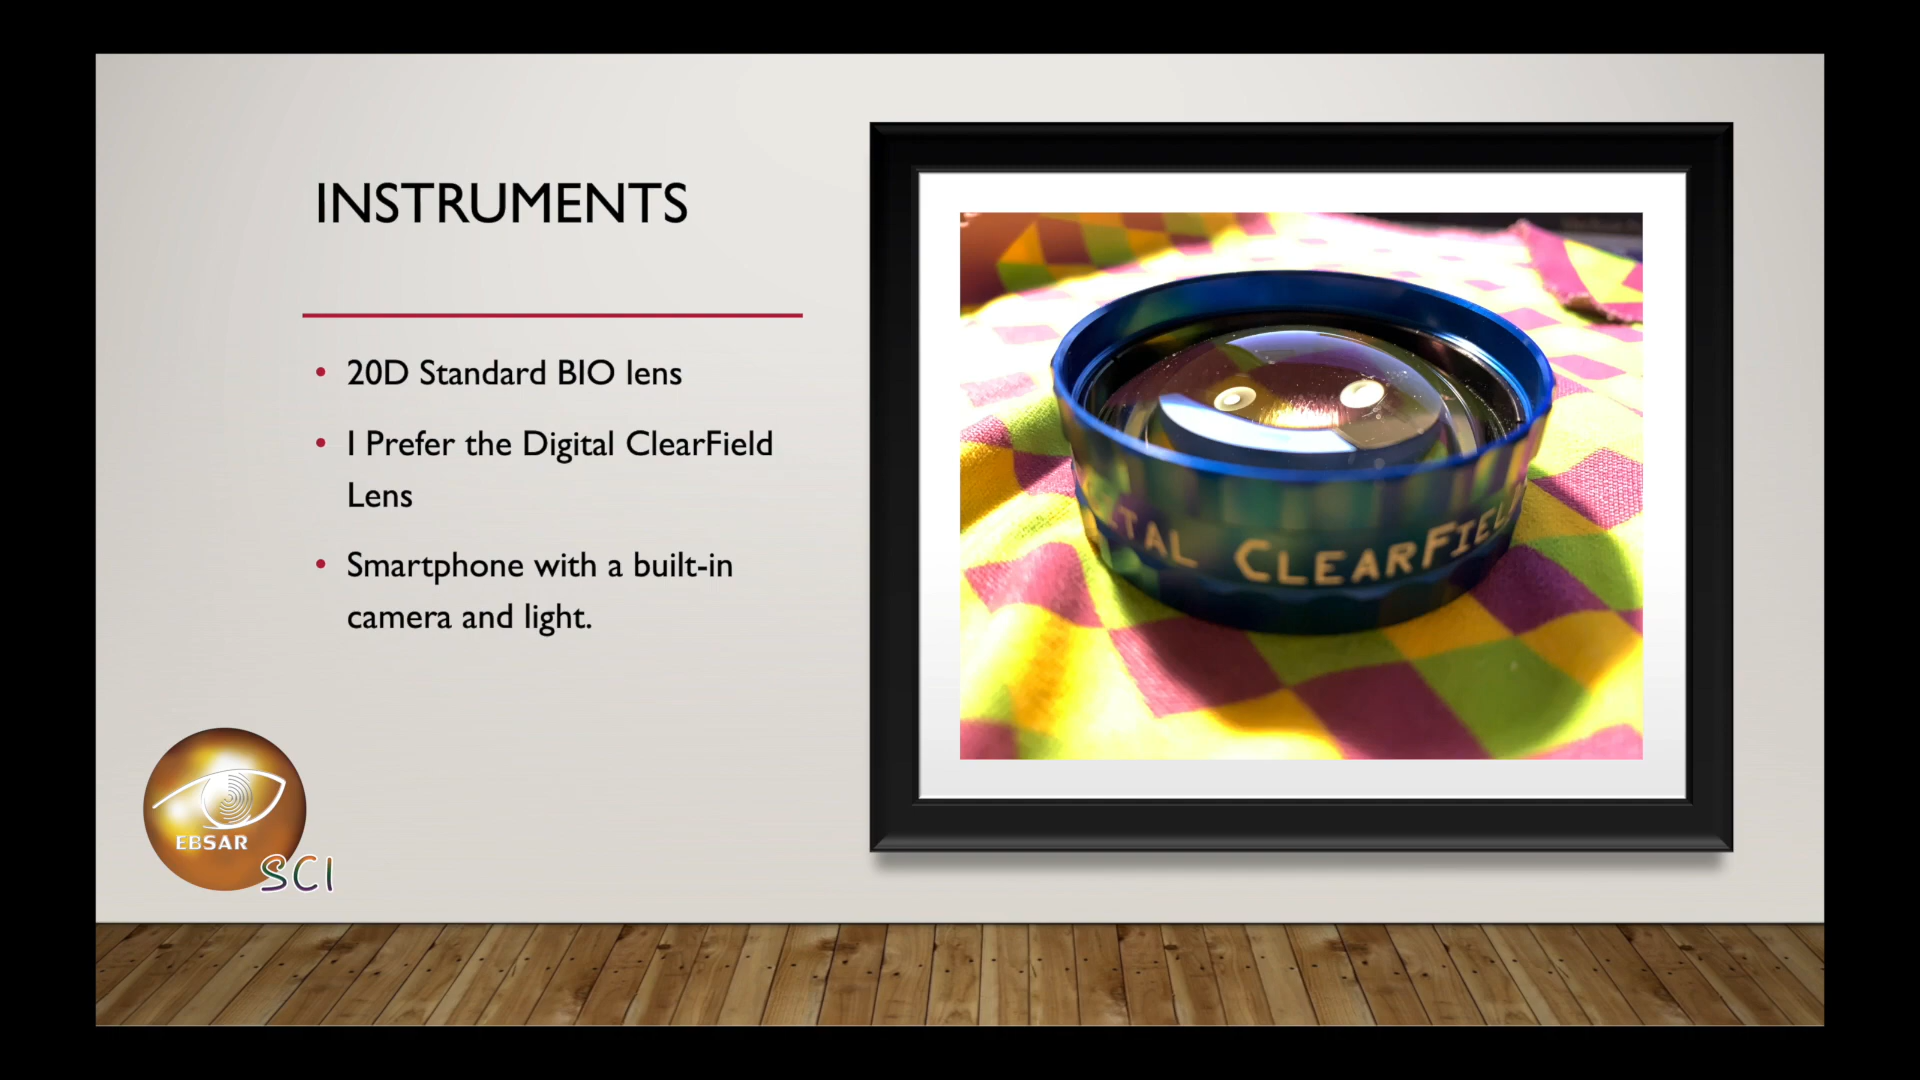 INSTRUMENTS
• 20D Standard BIO lens
• I Prefer the Digital ClearField
Lens
• Smartphone with a built-in
camera and light.
CLEARFIEL
EBSAR
SCI